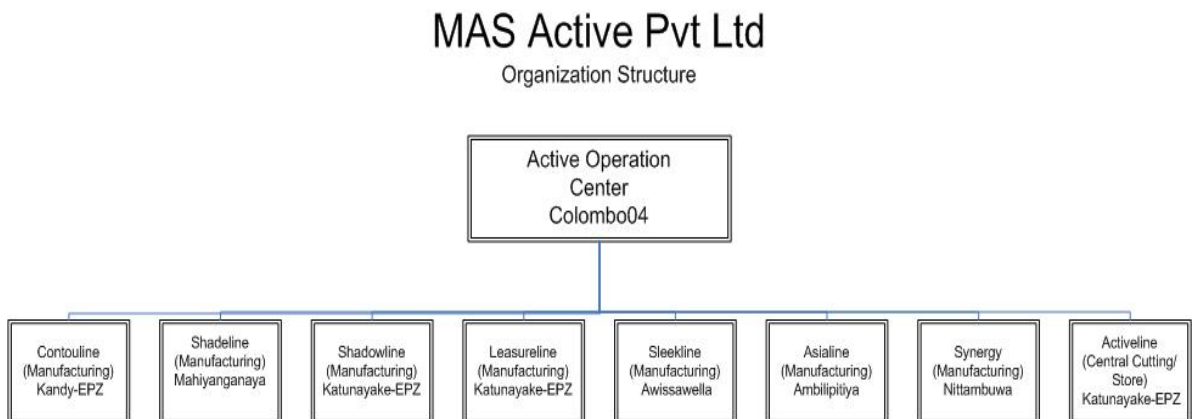 MAS Active Pvt Ltd
Organization Structure
Active Operation
Center
Colombo04
Contouline
(Manufacturing)
Kandy-EPZ
Shadeline
(Manufacturing)
Mahiyanganaya
Shadowline
(Manufacturing)
Katunayake-EPZ
Leasureline
(Manufacturing)
Katunayake-EPZ
Sleekline
(Manufacturing)
Awissawella
Asialine
(Manufacturing)
Ambilipitiya
Synergy
(Manufacturing)
Nittambuwa
Activeline
(Central Cutting/
Store)
Katunayake-EPZ